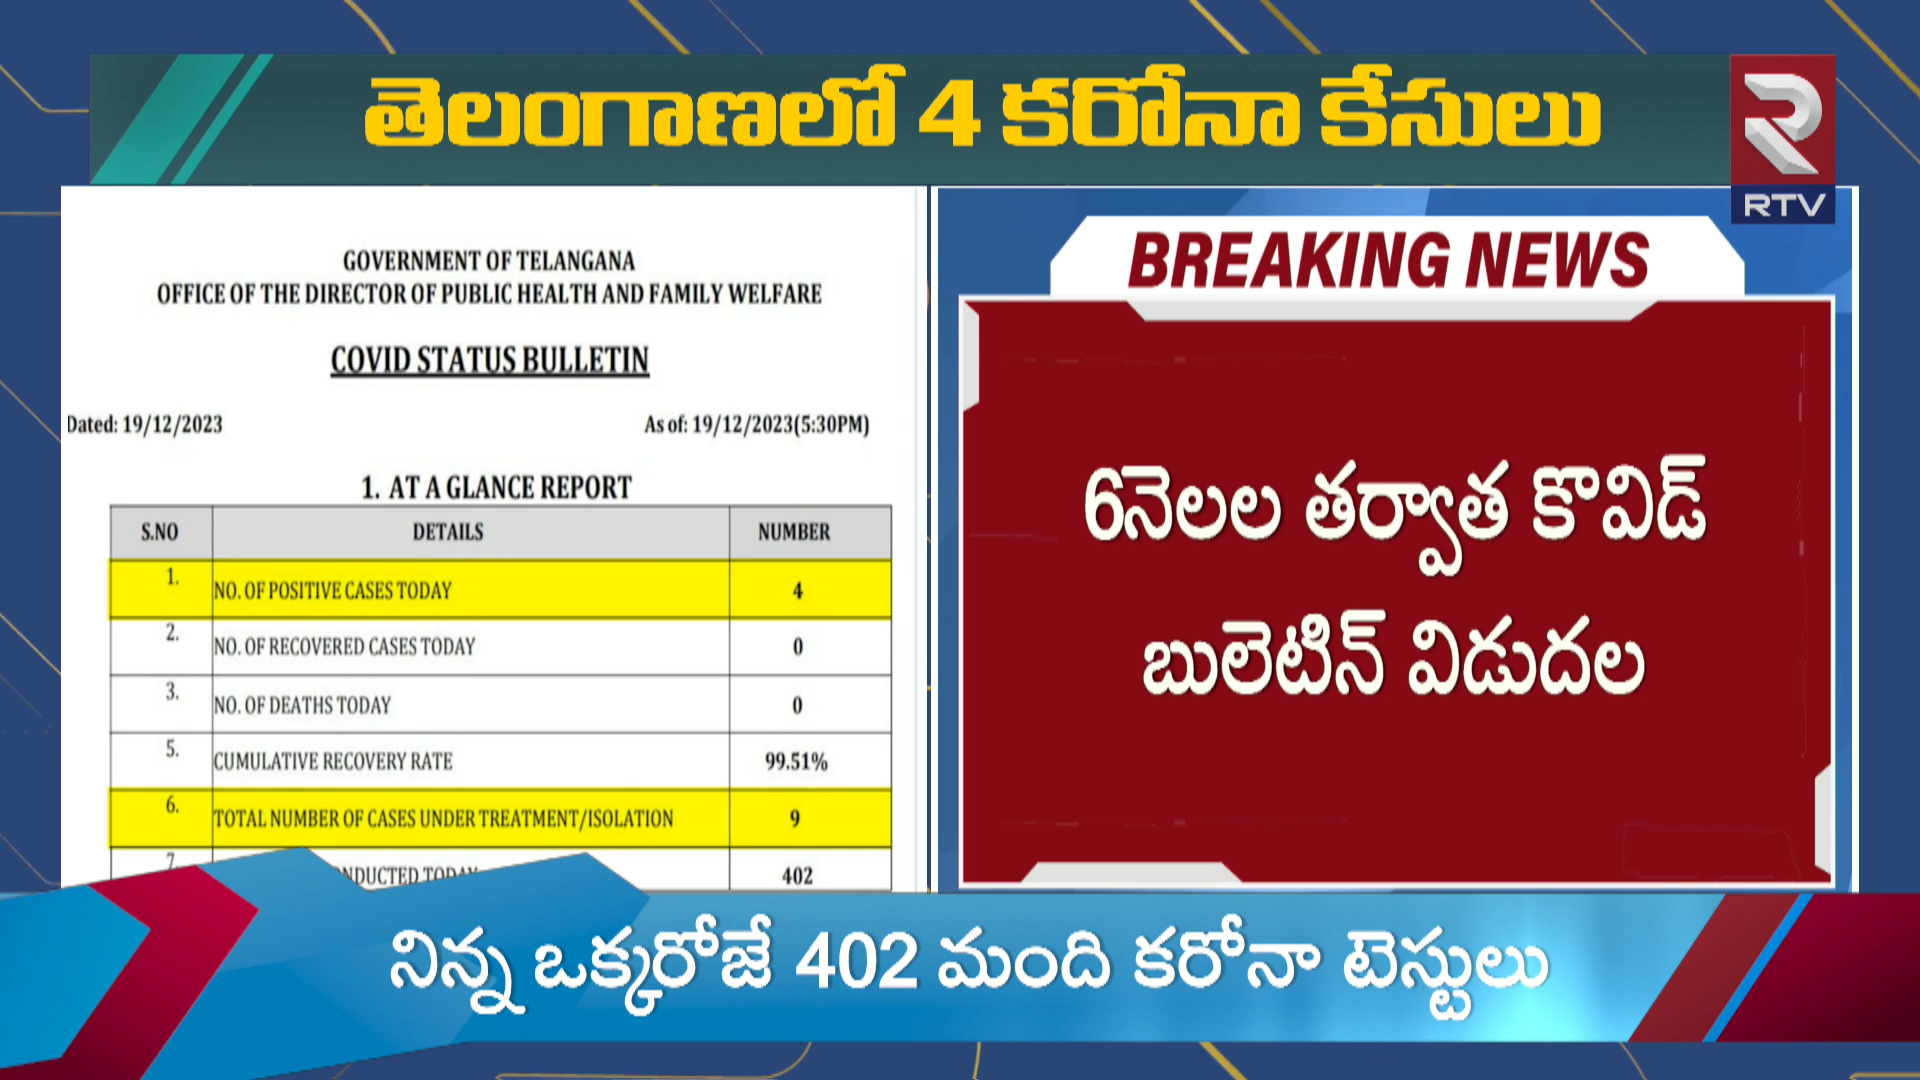 తెలంగాణలో 4 కరోనా కేసులు
RTV
GOVERNMENT OF TELANGANA
OFFICE OF THE DIRECTOR OF PUBLIC HEALTH AND FAMILY WELFARE
COVID STATUS BULLETIN
Dated: 19/12/2023 As of: 19/12/2023(5:30PM)
1. AT A GLANCE REPORT
S.NO DETAILS NUMBER
1. NO. OF POSITIVE CASES TODAY 4
2. NO. OF RECOVERED CASES TODAY 0
3. NO. OF DEATHS TODAY 0
5. CUMULATIVE RECOVERY RATE 99.51%
6. TOTAL NUMBER OF CASES UNDER TREATMENT/ISOLATION 9
7. TODAY 402
BREAKING NEWS
6నెలల తర్వాత కొవిడ్
బులెటిన్ విడుదల
నిన్న ఒక్కరోజే 402 మంది కరోనా టెస్టులు